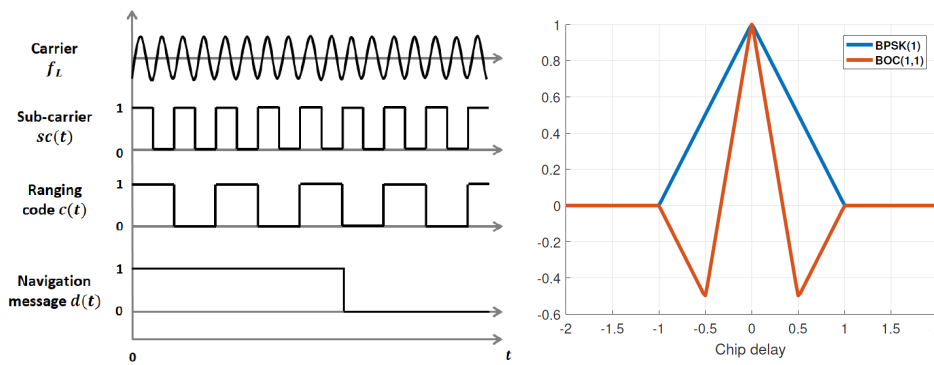 Carrier
f_L
Sub-carrier
sc(t)
1
0
Ranging
code c(t)
1
0
Navigation
message d(t)
1
0
0
t
BPSK(1)
BOC(1,1)
1
0.8
0.6
0.4
0.2
0
-0.2
-0.4
-0.6
-2 -1,5 -1 -0.5 0 0.5 1 1,5 2
Chip delay